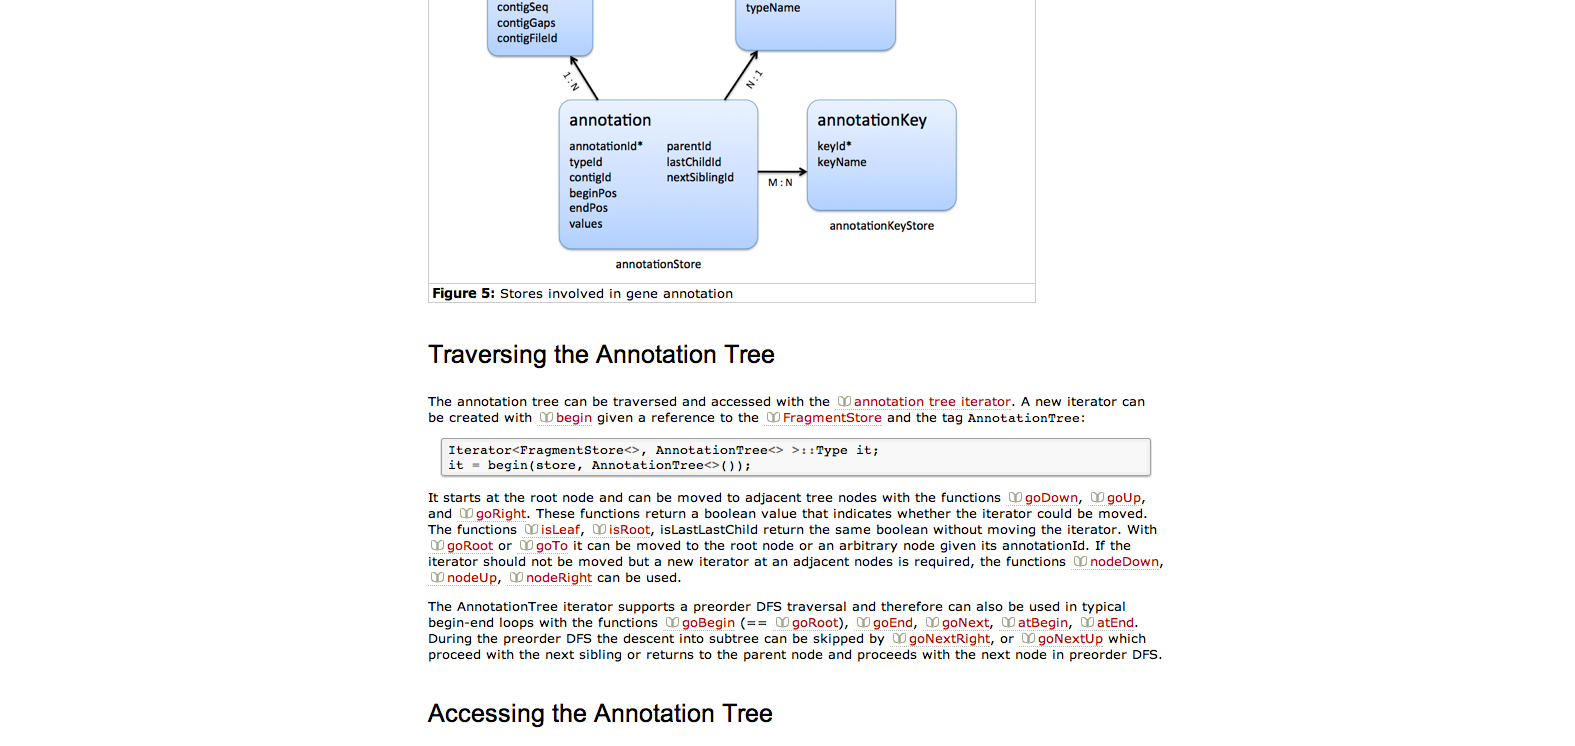 contigSeq
contigGaps
contigFileId
typeName
1:N
N:1
annotation
annotationId*
typeId
contigId
beginPos
endPos
values
parentId
lastChildId
nextSiblingId
M:N
annotationKey
keyId*
keyName
annotationKeyStore
annotationStore
Figure 5: Stores involved in gene annotation
Traversing the Annotation Tree
The annotation tree can be traversed and accessed with the annotation tree iterator. A new iterator can
be created with begin given a reference to the FragmentStore and the tag AnnotationTree:
Iterator<FragmentStore<>, AnnotationTree<> >::Type it;
it = begin(store, AnnotationTree<>());
It starts at the root node and can be moved to adjacent tree nodes with the functions goDown, goUp,
and goRight. These functions return a boolean value that indicates whether the iterator could be moved.
The functions isLeaf, isRoot, isLastLastChild return the same boolean without moving the iterator. With
goRoot or goTo it can be moved to the root node or an arbitrary node given its annotationId. If the
iterator should not be moved but a new iterator at an adjacent nodes is required, the functions nodeDown,
nodeUp, nodeRight can be used.
The AnnotationTree iterator supports a preorder DFS traversal and therefore can also be used in typical
begin-end loops with the functions goBegin (== goRoot), goEnd, goNext, atBegin, atEnd.
During the preorder DFS the descent into subtree can be skipped by goNextRight, or goNextUp which
proceed with the next sibling or returns to the parent node and proceeds with the next node in preorder DFS.
Accessing the Annotation Tree